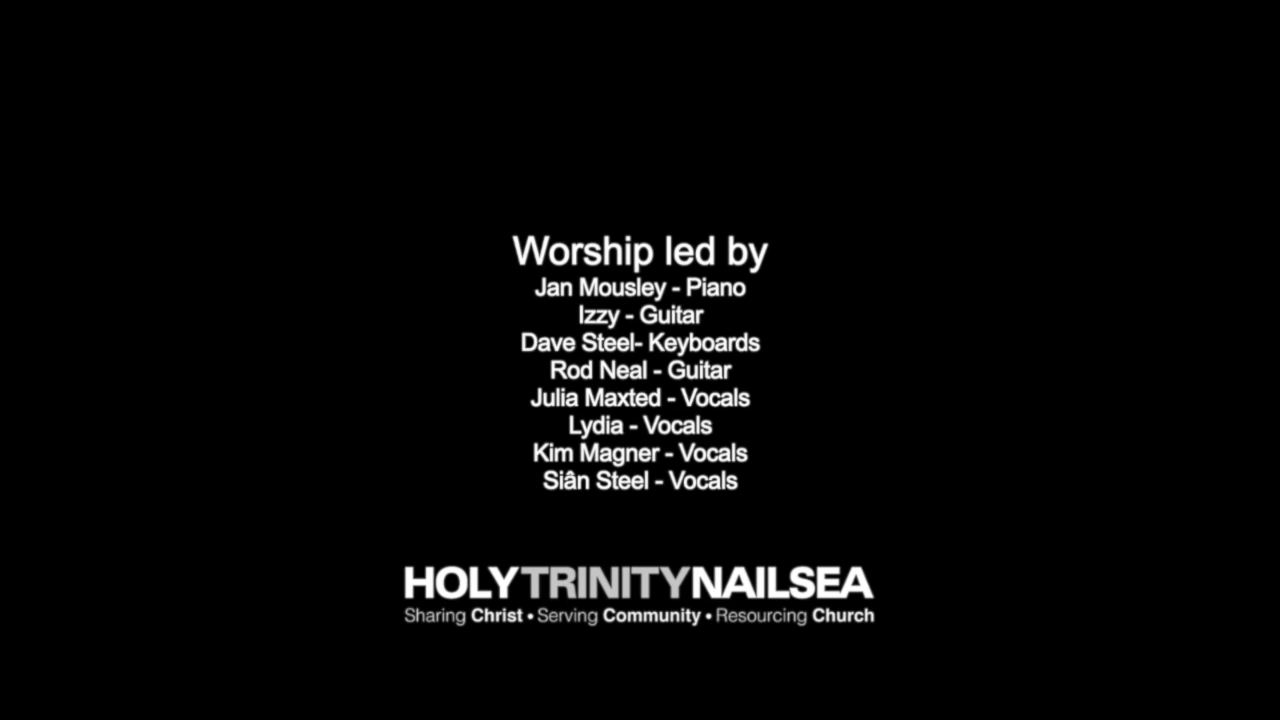 Worship led by
Jan Mousley - Piano
Izzy - Guitar
Dave Steel- Keyboards
Rod Neal - Guitar
Julia Maxted - Vocals
Lydia - Vocals
Kim Magner - Vocals
Siân Steel - Vocals
HOLYTRINITYNAILSEA
Sharing Christ • Serving Community • Resourcing Church